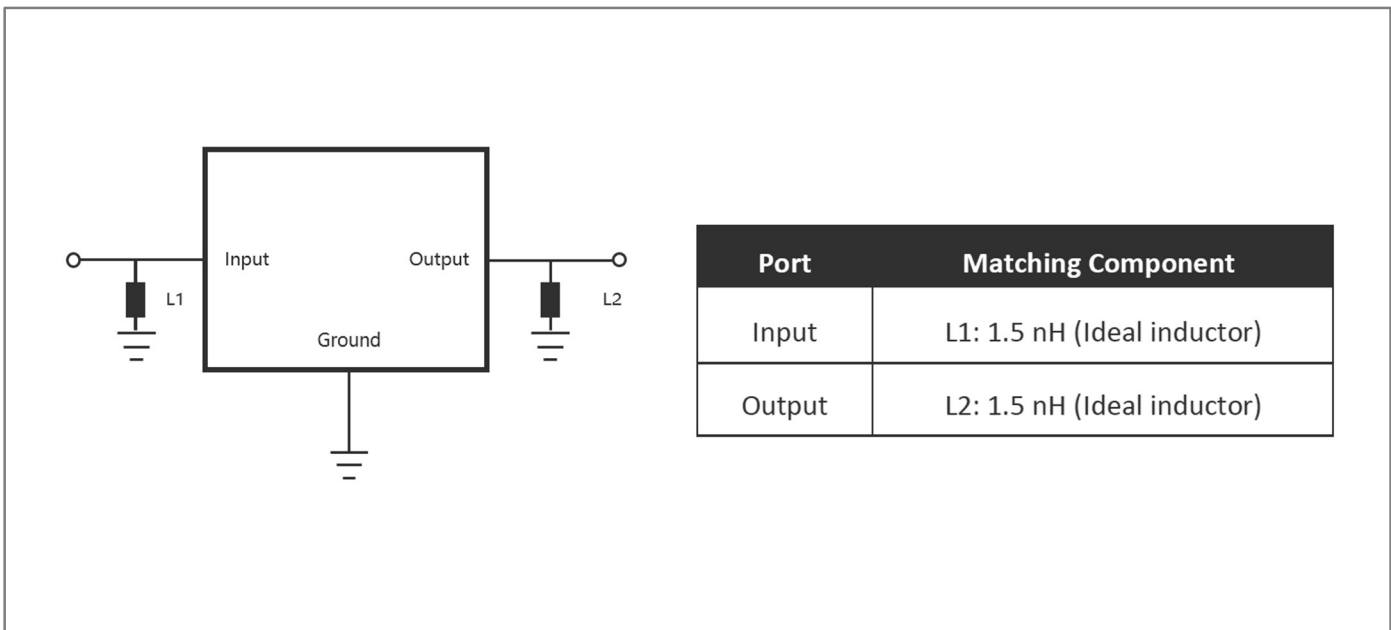 Input
Output
L1
L2
Ground
Port Matching Component
Input L1: 1.5 nH (Ideal inductor)
Output L2: 1.5 nH (Ideal inductor)